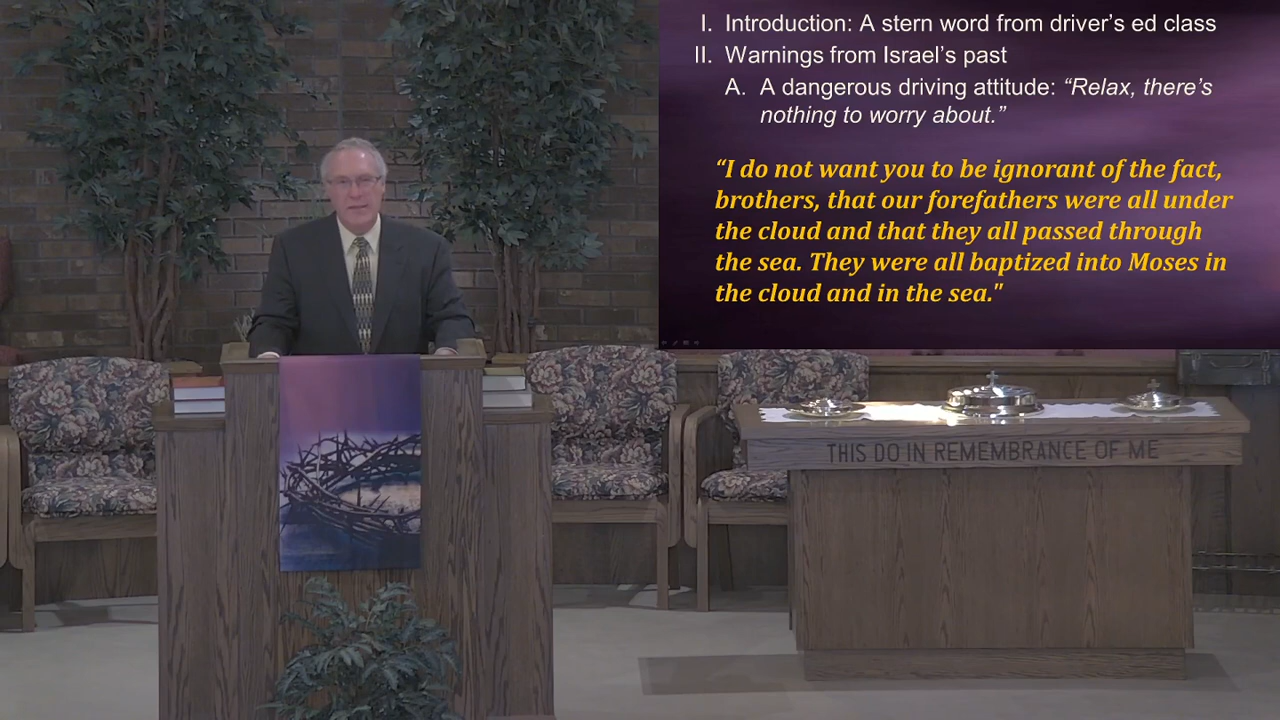 I. Introduction: A stern word from driver’s ed class
II. Warnings from Israel’s past
A. A dangerous driving attitude: “Relax, there’s
nothing to worry about.”
“I do not want you to be ignorant of the fact,
brothers, that our forefathers were all under
the cloud and that they all passed through
the sea. They were all baptized into Moses in
the cloud and in the sea."
THIS DO IN REMEMBRANCE OF ME